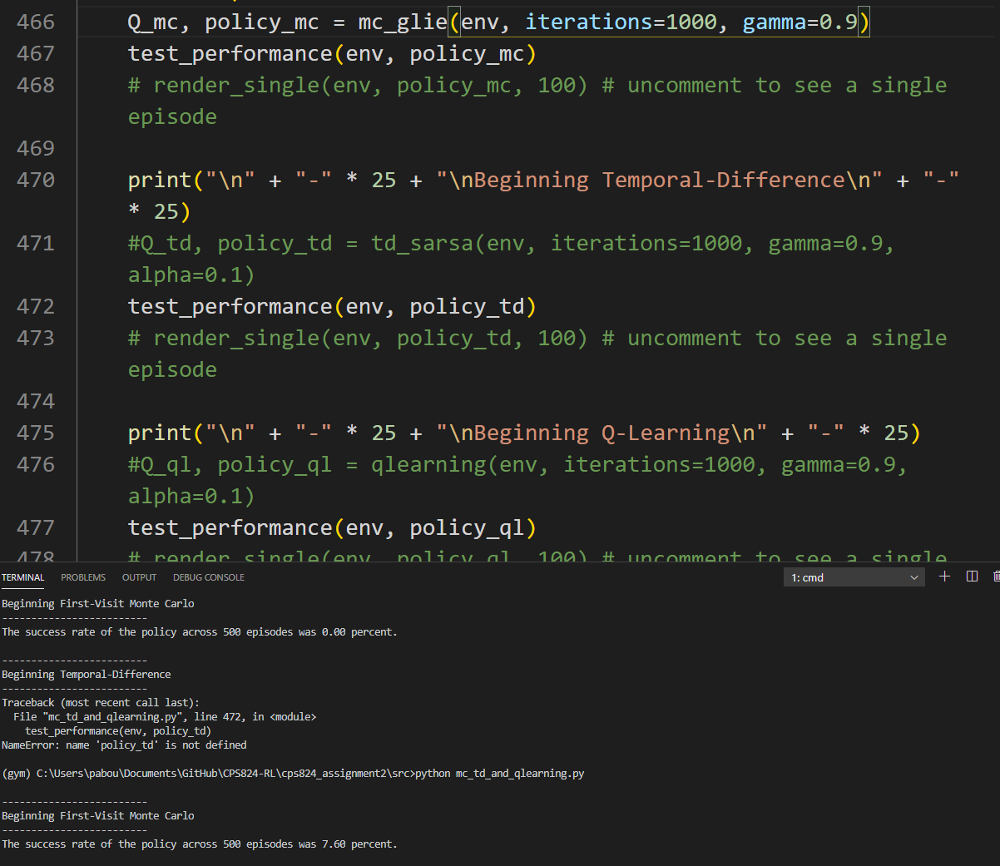 466 Q_mc, policy_mc = mc_glie(env, iterations=1000, gamma=0.9)
467 test_performance(env, policy_mc)
468 # render_single(env, policy_mc, 100) # uncomment to see a single
episode
469
470 print("\n" + "-" * 25 + "\nBeginning Temporal-Difference\n" + "-"
* 25)
471 #Q_td, policy_td = td_sarsa(env, iterations=1000, gamma=0.9,
alpha=0.1)
472 test_performance(env, policy_td)
473 # render_single(env, policy_td, 100) # uncomment to see a single
episode
474
475 print("\n" + "-" * 25 + "\nBeginning Q-Learning\n" + "-" * 25)
476 #Q_ql, policy_ql = qlearning(env, iterations=1000, gamma=0.9,
alpha=0.1)
477 test_performance(env, policy_ql)
478 # render_single(env, policy_ql, 100) # uncomment to see a single
TERMINAL PROBLEMS OUTPUT DEBUG CONSOLE 1: cmd
Beginning First-Visit Monte Carlo
-------------------------
The success rate of the policy across 500 episodes was 0.00 percent.
-------------------------
Beginning Temporal-Difference
-------------------------
Traceback (most recent call last):
File "mc_td_and_qlearning.py", line 472, in <module>
test_performance(env, policy_td)
NameError: name 'policy_td' is not defined
(gym) C:\Users\pabou\Documents\GitHub\CPS824-RL\cps824_assignment2\src>python mc_td_and_qlearning.py
-------------------------
Beginning First-Visit Monte Carlo
-------------------------
The success rate of the policy across 500 episodes was 7.60 percent.